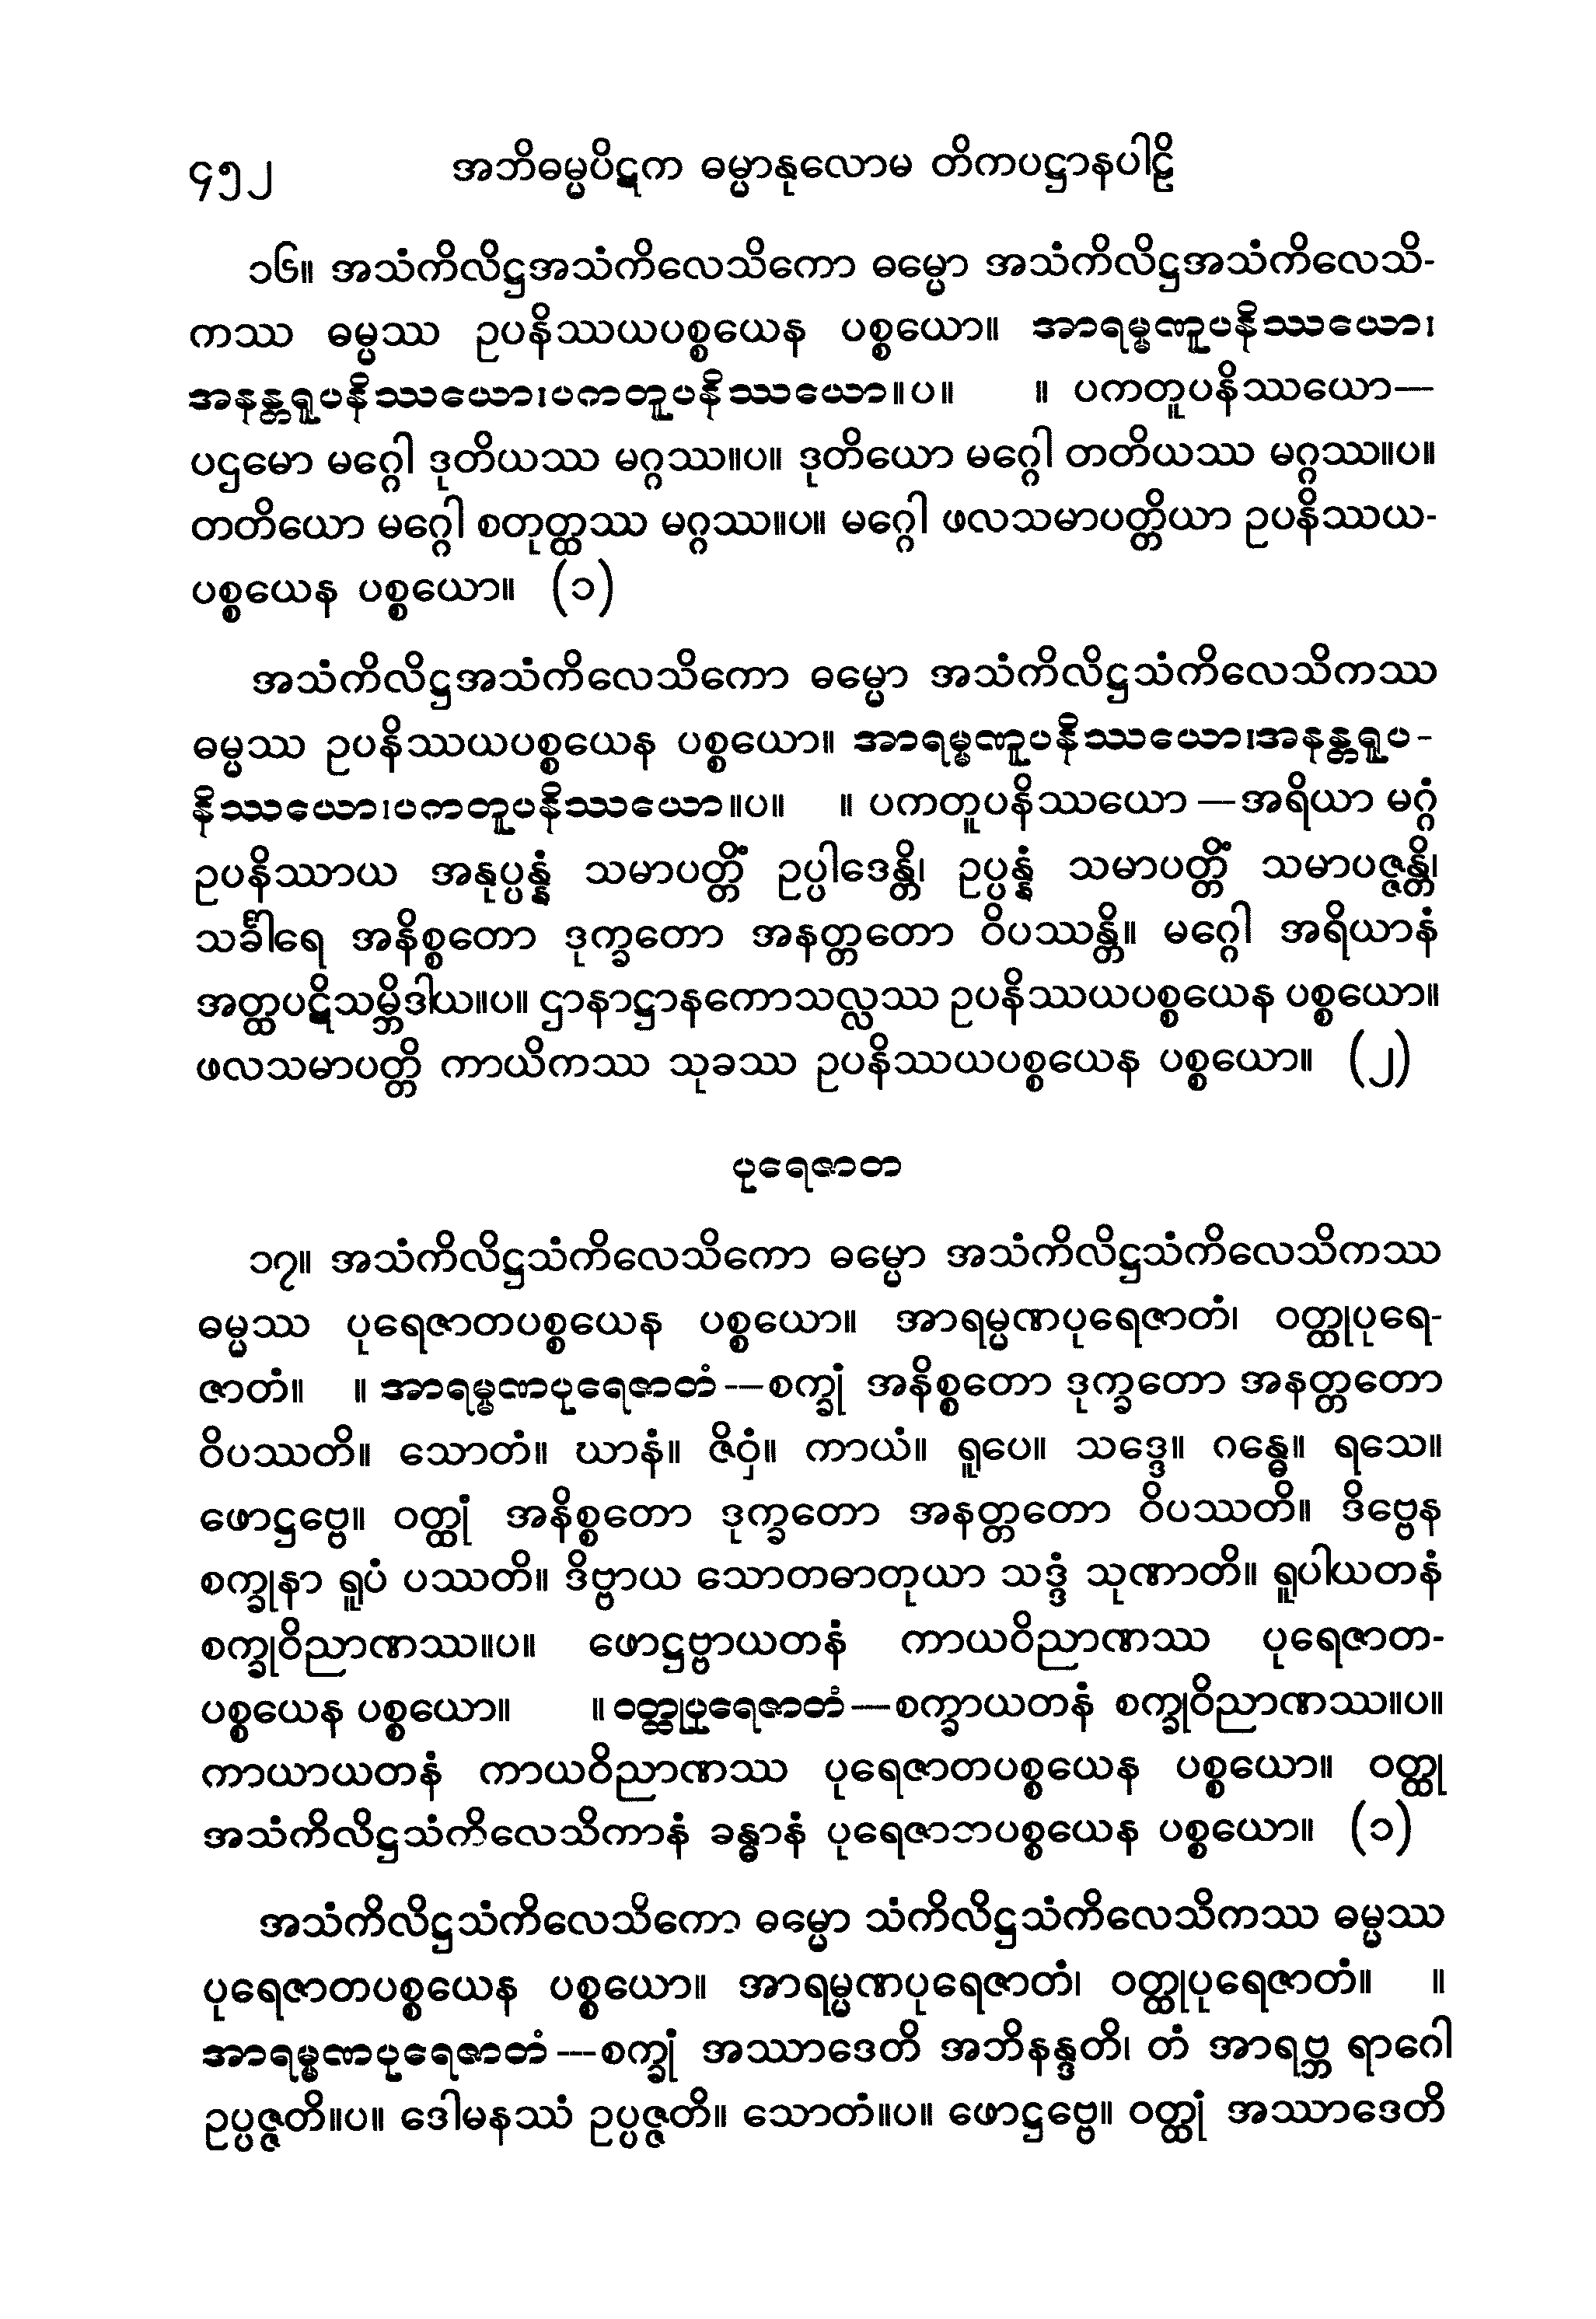 ၄၅၂ အဘိဓမ္မပိဋက ဓမ္မာနုလောမ တိကပဋ္ဌာနပါဠိ
၁၆။ အသံကိလိဋ္ဌအသံကိလေသိကော ဓမ္မော အသံကိလိဋ္ဌအသံကိလေသိ-
ကဿ ဓမ္မဿ ဥပနိဿယပစ္စယေန ပစ္စယော။ အာရမ္မဏူပနိဿယော၊
အနန္တရူပနိဿယော၊ ပကတူပနိဿယော။ပ။ ။ ပကတူပနိဿယော—
ပဌမော မဂ္ဂေါ ဒုတိယဿ မဂ္ဂဿ။ပ။ ဒုတိယော မဂ္ဂေါ တတိယဿ မဂ္ဂဿ။ပ။
တတိယော မဂ္ဂေါ စတုတ္ထဿ မဂ္ဂဿ။ပ။ မဂ္ဂေါ ဖလသမာပတ္တိယာ ဥပနိဿယ-
ပစ္စယေန ပစ္စယော။ (၁)
အသံကိလိဋ္ဌအသံကိလေသိကော ဓမ္မော အသံကိလိဋ္ဌသံကိလေသိကဿ
ဓမ္မဿ ဥပနိဿယပစ္စယေန ပစ္စယော။ အာရမ္မဏူပနိဿယော၊ အနန္တရူပ-
နိဿယော၊ ပကတူပနိဿယော။ပ။ ။ ပကတူပနိဿယော—အရိယာ မဂ္ဂံ
ဥပနိဿာယ အနုပ္ပန္နံ သမာပတ္တိံ ဥပ္ပါဒေန္တိ၊ ဥပ္ပန္နံ သမာပတ္တိံ သမာပဇ္ဇန္တိ၊
သင်္ခါရေ အနိစ္စတော ဒုက္ခတော အနတ္တတော ဝိပဿန္တိ။ မဂ္ဂေါ အရိယာနံ
အတ္ထပဋိသမ္ဘိဒါယ။ပ။ ဌာနာဋ္ဌာနကောသလ္လဿ ဥပနိဿယပစ္စယေန ပစ္စယော။
ဖလသမာပတ္တိ ကာယိကဿ သုခဿ ဥပနိဿယပစ္စယေန ပစ္စယော။ (၂)
ပုရေဇာတ
၁၇။ အသံကိလိဋ္ဌသံကိလေသိကော ဓမ္မော အသံကိလိဋ္ဌသံကိလေသိကဿ
ဓမ္မဿ ပုရေဇာတပစ္စယေန ပစ္စယော။ အာရမ္မဏပုရေဇာတံ၊ ဝတ္ထုပုရေ-
ဇာတံ။ ။ အာရမ္မဏပုရေဇာတံ—စက္ခုံ အနိစ္စတော ဒုက္ခတော အနတ္တတော
ဝိပဿတိ။ သောတံ။ ဃာနံ။ ဇိဝှံ။ ကာယံ။ ရူပေ။ သဒ္ဒေ။ ဂန္ဓေ။ ရသေ။
ဖောဋ္ဌဗ္ဗေ။ ဝတ္ထုံ အနိစ္စတော ဒုက္ခတော အနတ္တတော ဝိပဿတိ။ ဒိဗ္ဗေန
စက္ခုနာ ရူပံ ပဿတိ။ ဒိဗ္ဗာယ သောတဓာတုယာ သဒ္ဒံ သုဏာတိ။ ရူပါယတနံ
စက္ခုဝိညာဏဿ။ပ။ ဖောဋ္ဌဗ္ဗာယတနံ ကာယဝိညာဏဿ ပုရေဇာတ-
ပစ္စယေန ပစ္စယော။ ။ ဝတ္ထုပုရေဇာတံ—စက္ခာယတနံ စက္ခုဝိညာဏဿ။ပ။
ကာယာယတနံ ကာယဝိညာဏဿ ပုရေဇာတပစ္စယေန ပစ္စယော။ ဝတ္ထု
အသံကိလိဋ္ဌသံကိလေသိကာနံ ခန္ဓာနံ ပုရေဇာတပစ္စယေန ပစ္စယော။ (၁)
အသံကိလိဋ္ဌသံကိလေသိကော ဓမ္မော သံကိလိဋ္ဌသံကိလေသိကဿ ဓမ္မဿ
ပုရေဇာတပစ္စယေန ပစ္စယော။ အာရမ္မဏပုရေဇာတံ၊ ဝတ္ထုပုရေဇာတံ။ ။
အာရမ္မဏပုရေဇာတံ—စက္ခုံ အဿာဒေတိ အဘိနန္ဒတိ၊ တံ အာရဗ္ဘ ရာဂေါ
ဥပ္ပဇ္ဇတိ။ပ။ ဒေါမနဿံ ဥပ္ပဇ္ဇတိ။ သောတံ။ပ။ ဖောဋ္ဌဗ္ဗေ။ ဝတ္ထုံ အဿာဒေတိ